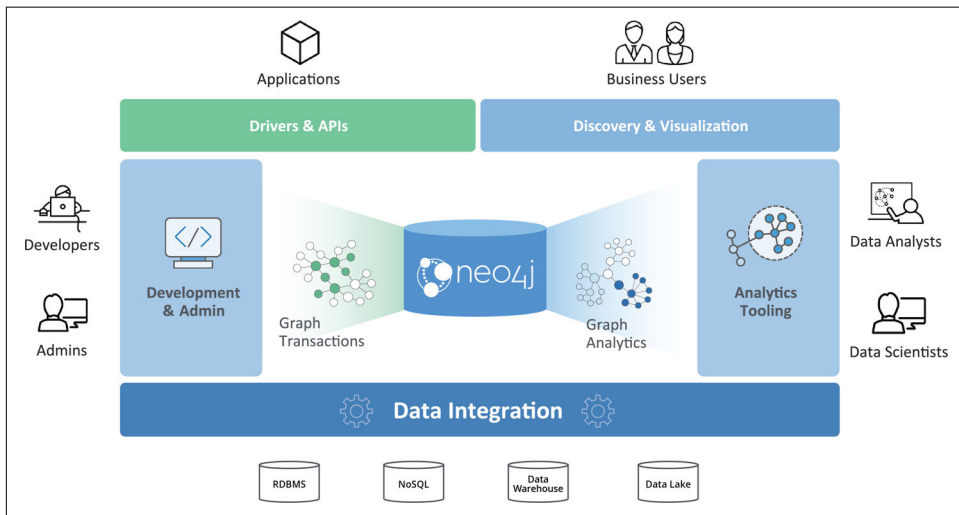 Applications
Business Users
Drivers & APIs
Discovery & Visualization
Developers
Admins
</>
Development
& Admin
Graph
Transactions
neo4j
Graph
Analytics
Analytics
Tooling
Data Analysts
Data Scientists
Data Integration
RDBMS
NoSQL
Data
Warehouse
Data Lake